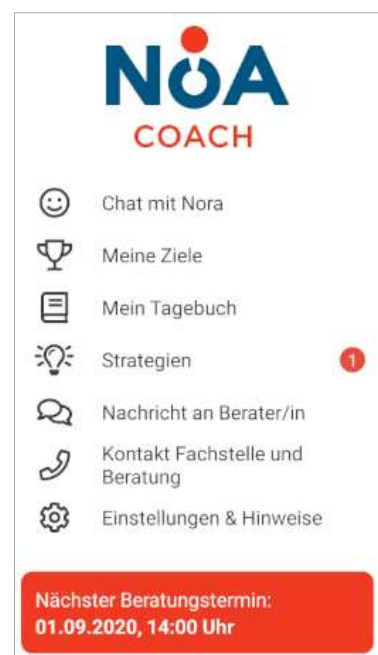 NoA
COACH
Chat mit Nora
Meine Ziele
Mein Tagebuch
Strategien 1
Nachricht an Berater/in
Kontakt Fachstelle und
Beratung
Einstellungen & Hinweise
Nächster Beratungstermin:
01.09.2020, 14:00 Uhr